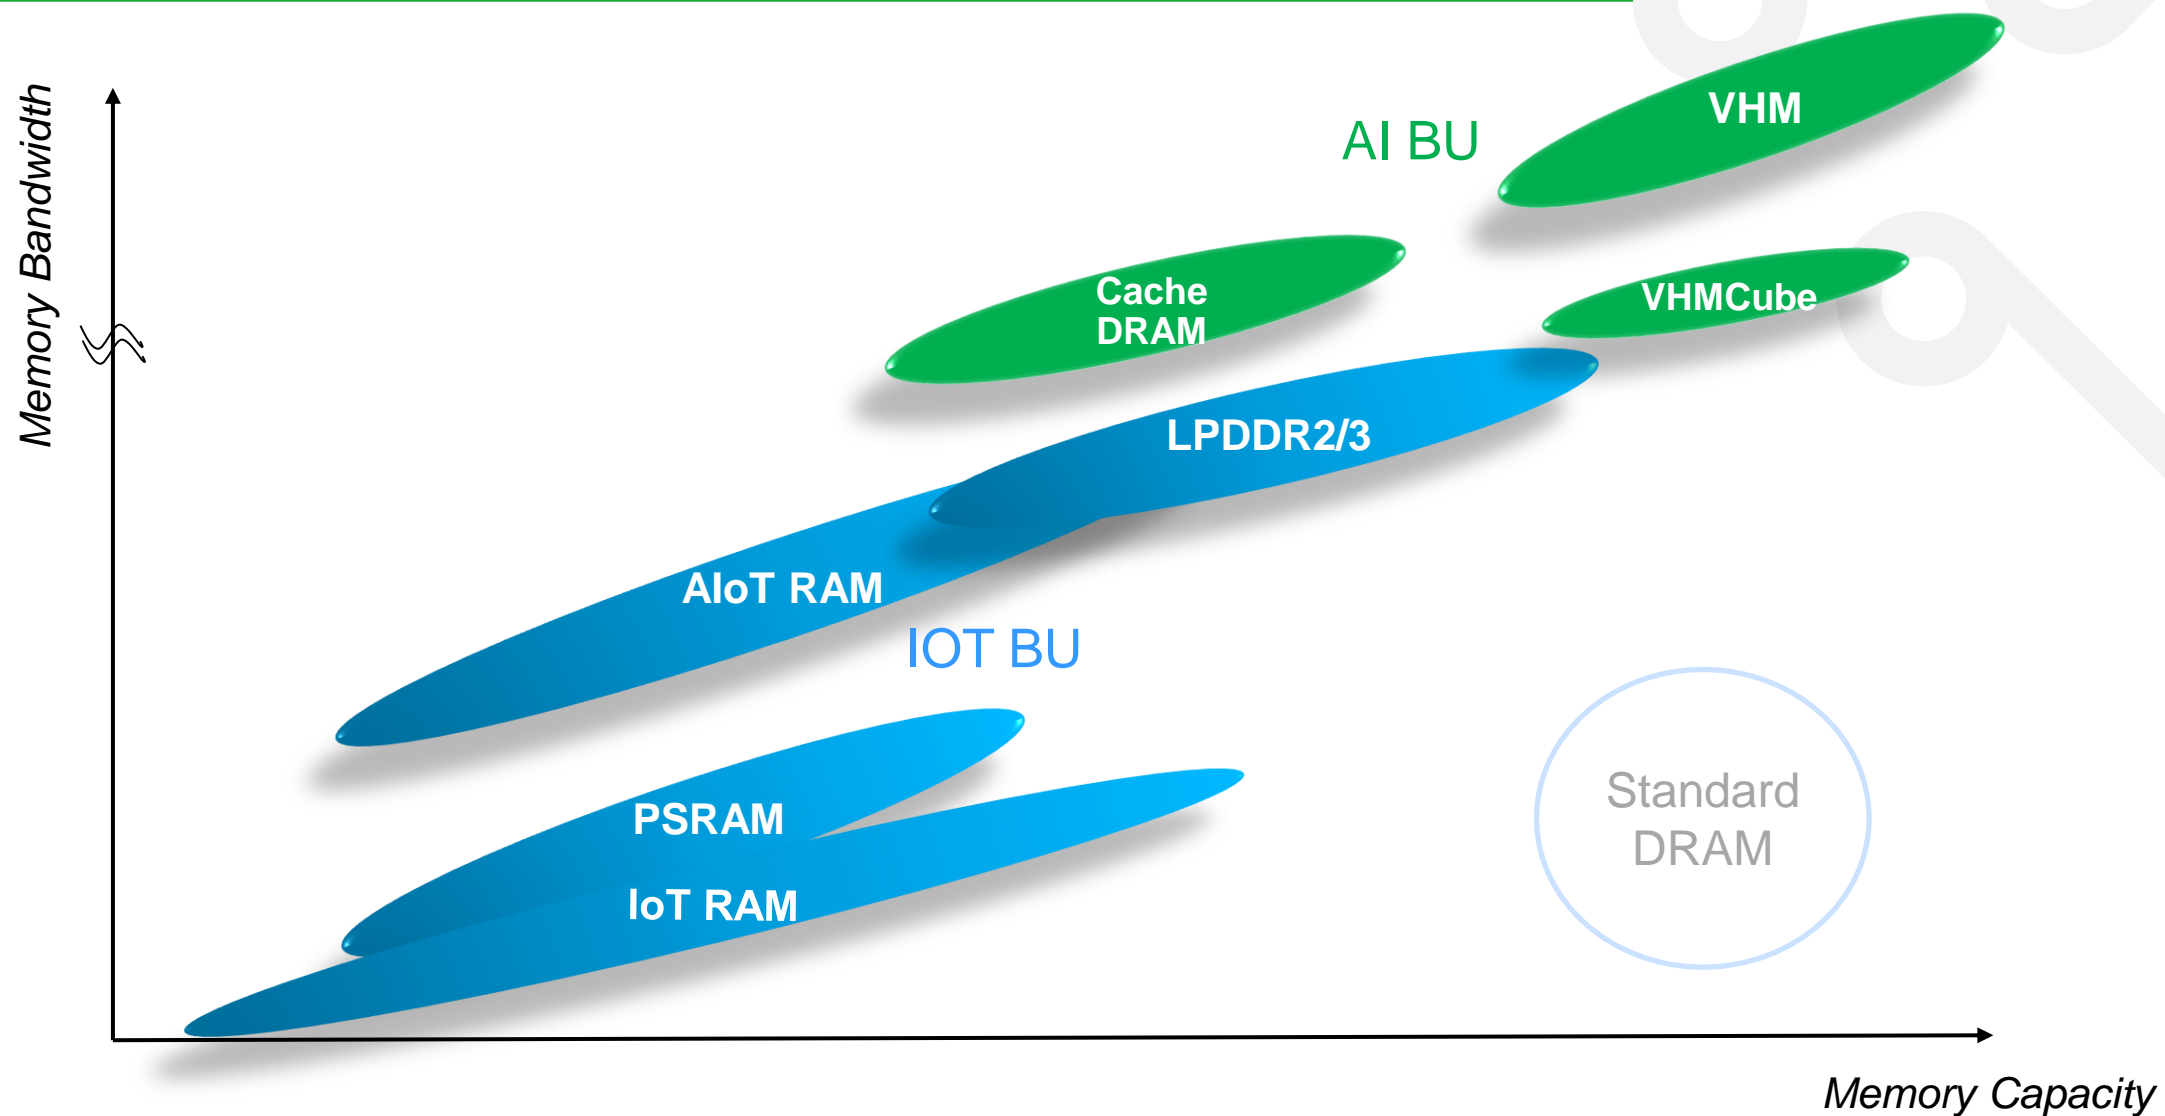 Memory Bandwidth
VHM
AI BU
Cache
DRAM
VHMCube
LPDDR2/3
AIoT RAM
IOT BU
PSRAM
IoT RAM
Standard
DRAM
Memory Capacity